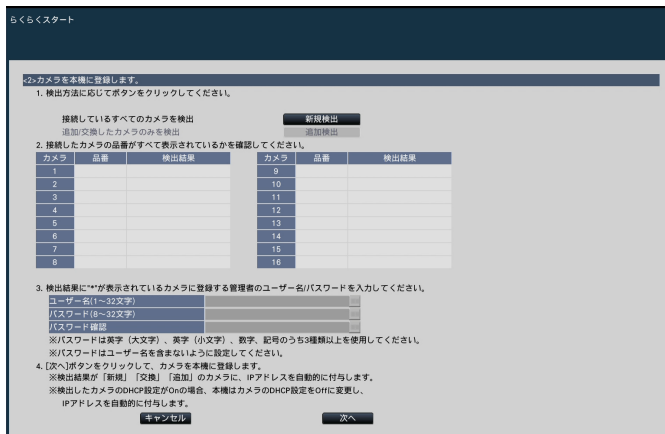 らくらくスタート
<2>カメラを本機に登録します。
1. 検出方法に応じてボタンをクリックしてください。
接続しているすべてのカメラを検出 新規検出
追加/交換したカメラのみを検出 追加検出
2. 接続したカメラの品番がすべて表示されているかを確認してください。
カメラ 品番 検出結果 カメラ 品番 検出結果
1 9
2 10
3 11
4 12
5 13
6 14
7 15
8 16
3. 検出結果に"*"が表示されているカメラに登録する管理者のユーザー名/パスワードを入力してください。
ユーザー名(1〜32文字)
パスワード(8〜32文字)
パスワード確認
※パスワードは英字（大文字）、英字（小文字）、数字、記号のうち3種類以上を使用してください。
※パスワードはユーザー名を含まないように設定してください。
4. [次へ]ボタンをクリックして、カメラを本機に登録します。
※検出結果が「新規」「交換」「追加」のカメラに、IPアドレスを自動的に付与します。
※検出したカメラのDHCP設定がOnの場合、本機はカメラのDHCP設定をOffに変更し、
IPアドレスを自動的に付与します。
キャンセル 次へ